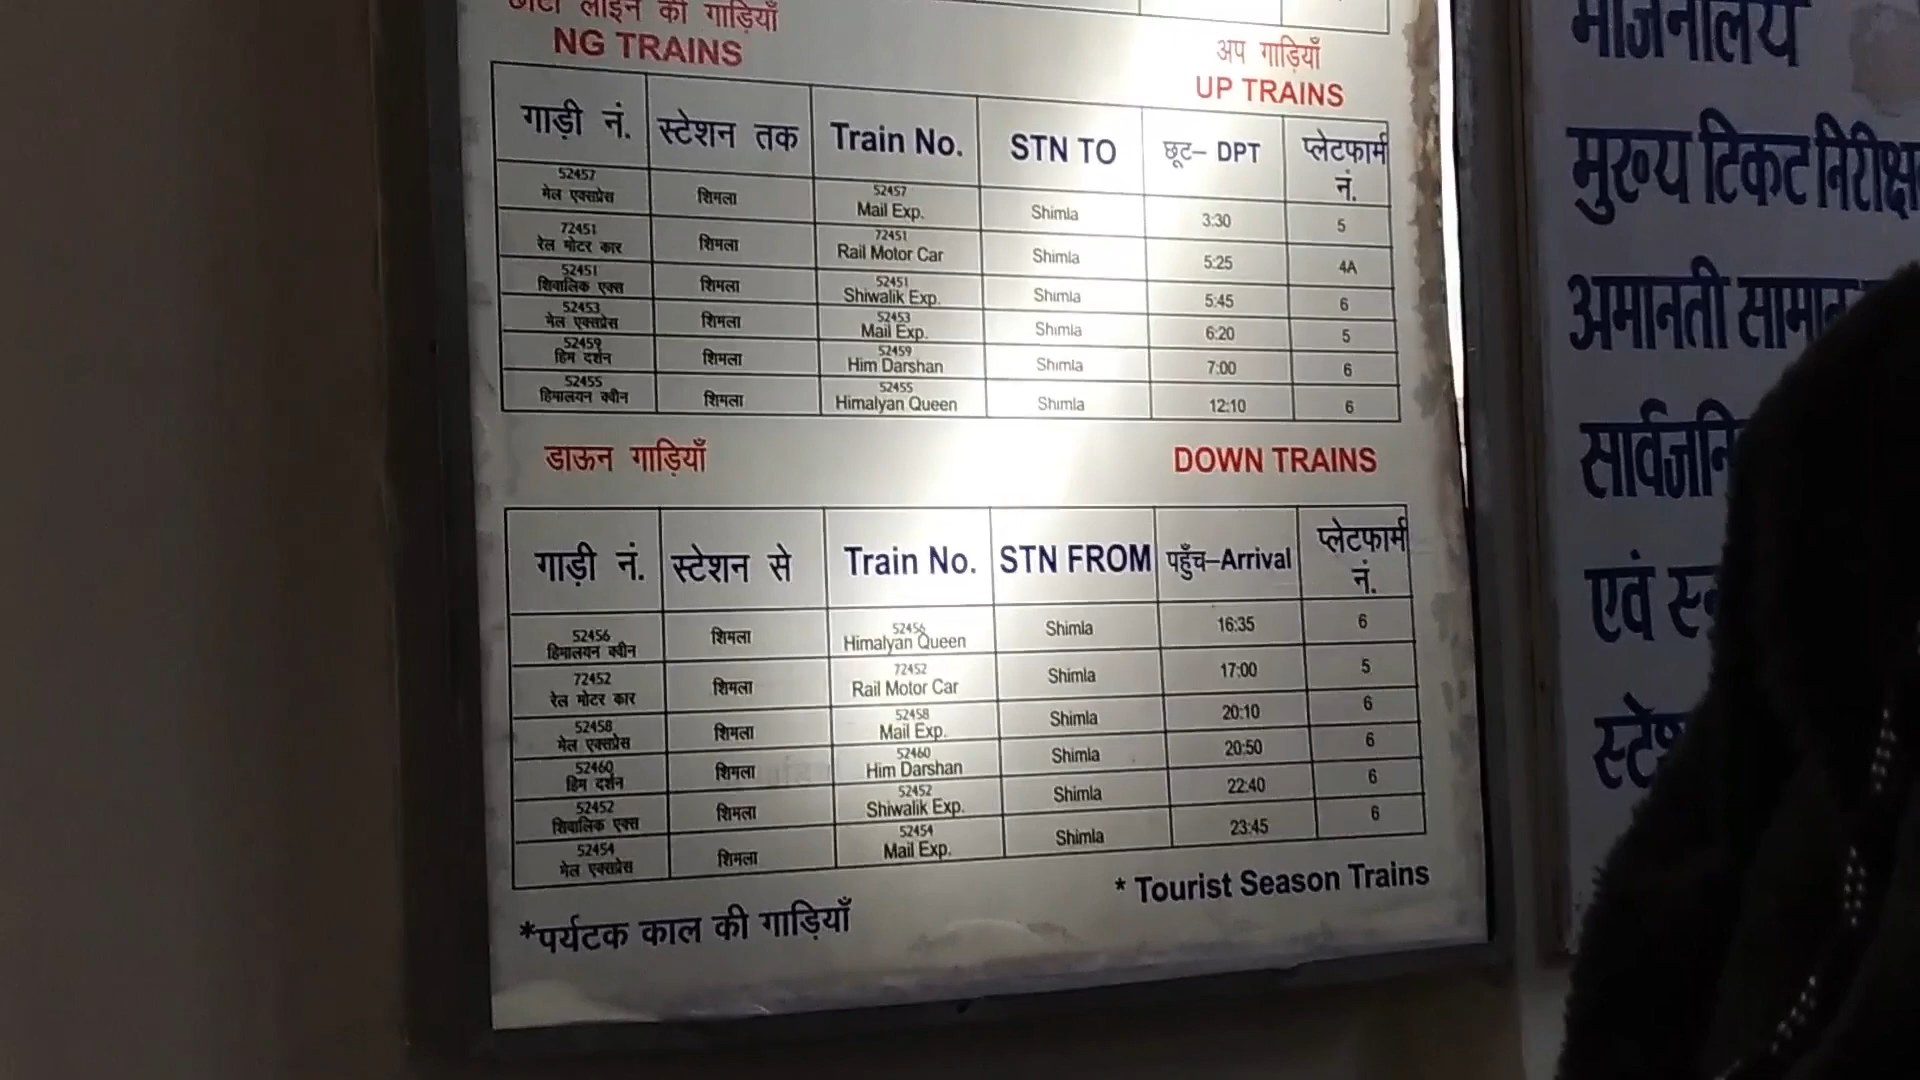 छोटी लाईन की गाड़ियाँ
NG TRAINS
अप गाड़ियाँ
UP TRAINS
गाड़ी नं. स्टेशन तक Train No. STN TO छूट– DPT प्लेटफार्म नं.
52457 मेल एक्सप्रेस शिमला 52457 Mail Exp. Shimla 3:30 5
72451 रेल मोटर कार शिमला 72451 Rail Motor Car Shimla 5:25 4A
52451 शिवालिक एक्स शिमला 52451 Shiwalik Exp. Shimla 5:45 6
52453 मेल एक्सप्रेस शिमला 52453 Mail Exp. Shimla 6:20 5
52459 हिम दर्शन शिमला 52459 Him Darshan Shimla 7:00 6
52455 हिमालयन क्वीन शिमला 52455 Himalyan Queen Shimla 12:10 6
डाऊन गाड़ियाँ
DOWN TRAINS
गाड़ी नं. स्टेशन से Train No. STN FROM पहुँच–Arrival प्लेटफार्म नं.
52456 हिमालयन क्वीन शिमला 52456 Himalyan Queen Shimla 16:35 6
72452 रेल मोटर कार शिमला 72452 Rail Motor Car Shimla 17:00 5
52458 मेल एक्सप्रेस शिमला 52458 Mail Exp. Shimla 20:10 6
52460 हिम दर्शन शिमला 52460 Him Darshan Shimla 20:50 6
52452 शिवालिक एक्स शिमला 52452 Shiwalik Exp. Shimla 22:40 6
52454 मेल एक्सप्रेस शिमला 52454 Mail Exp. Shimla 23:45 6
* Tourist Season Trains
*पर्यटक काल की गाड़ियाँ
मुख्य टिकट
अमानती
एवं